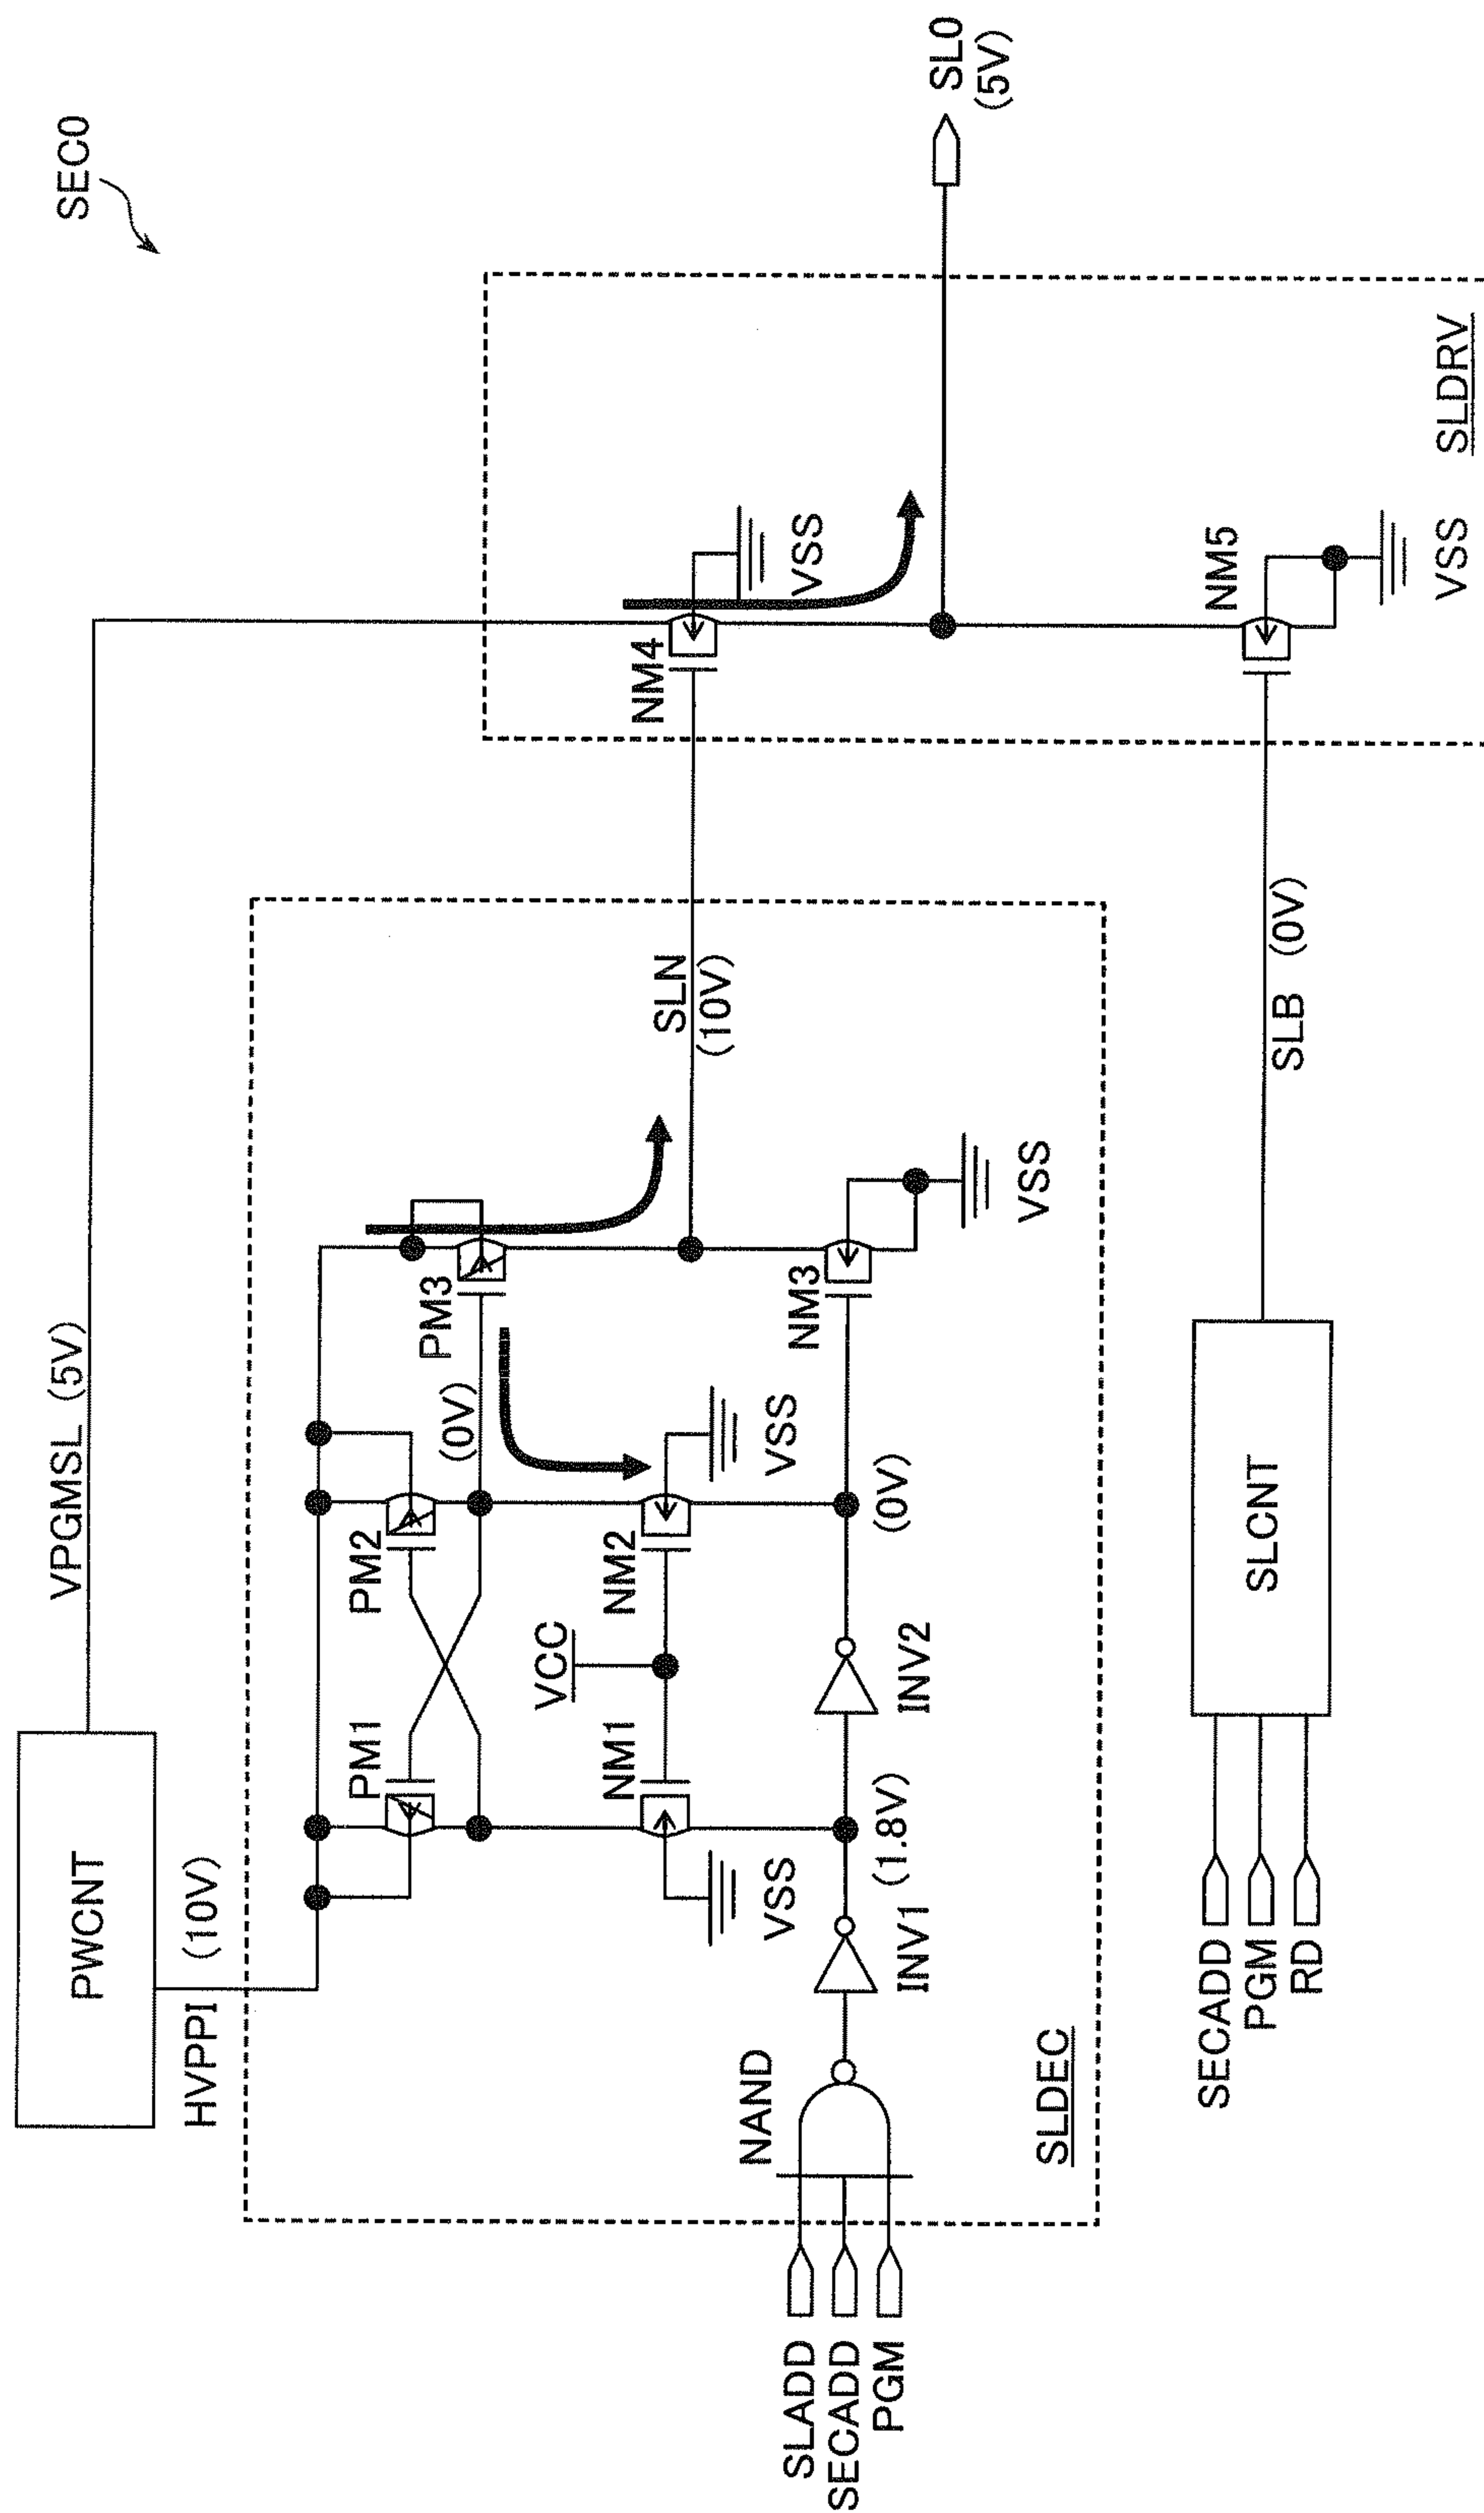 SEC0
PWCNT
VPGMSL (5V)
HVPPI (10V)
PM1
PM2
PM3
(0V)
VCC
NM1
NM2
VSS
VSS
SLN
(10V)
NM4
VSS
SL0
(5V)
NAND
SLADD
SECADD
PGM
INV1
(1.8V)
INV2
(0V)
NM3
VSS
SLDEC
SECADD
PGM
RD
SLCNT
SLB (0V)
NM5
VSS
SLDRV